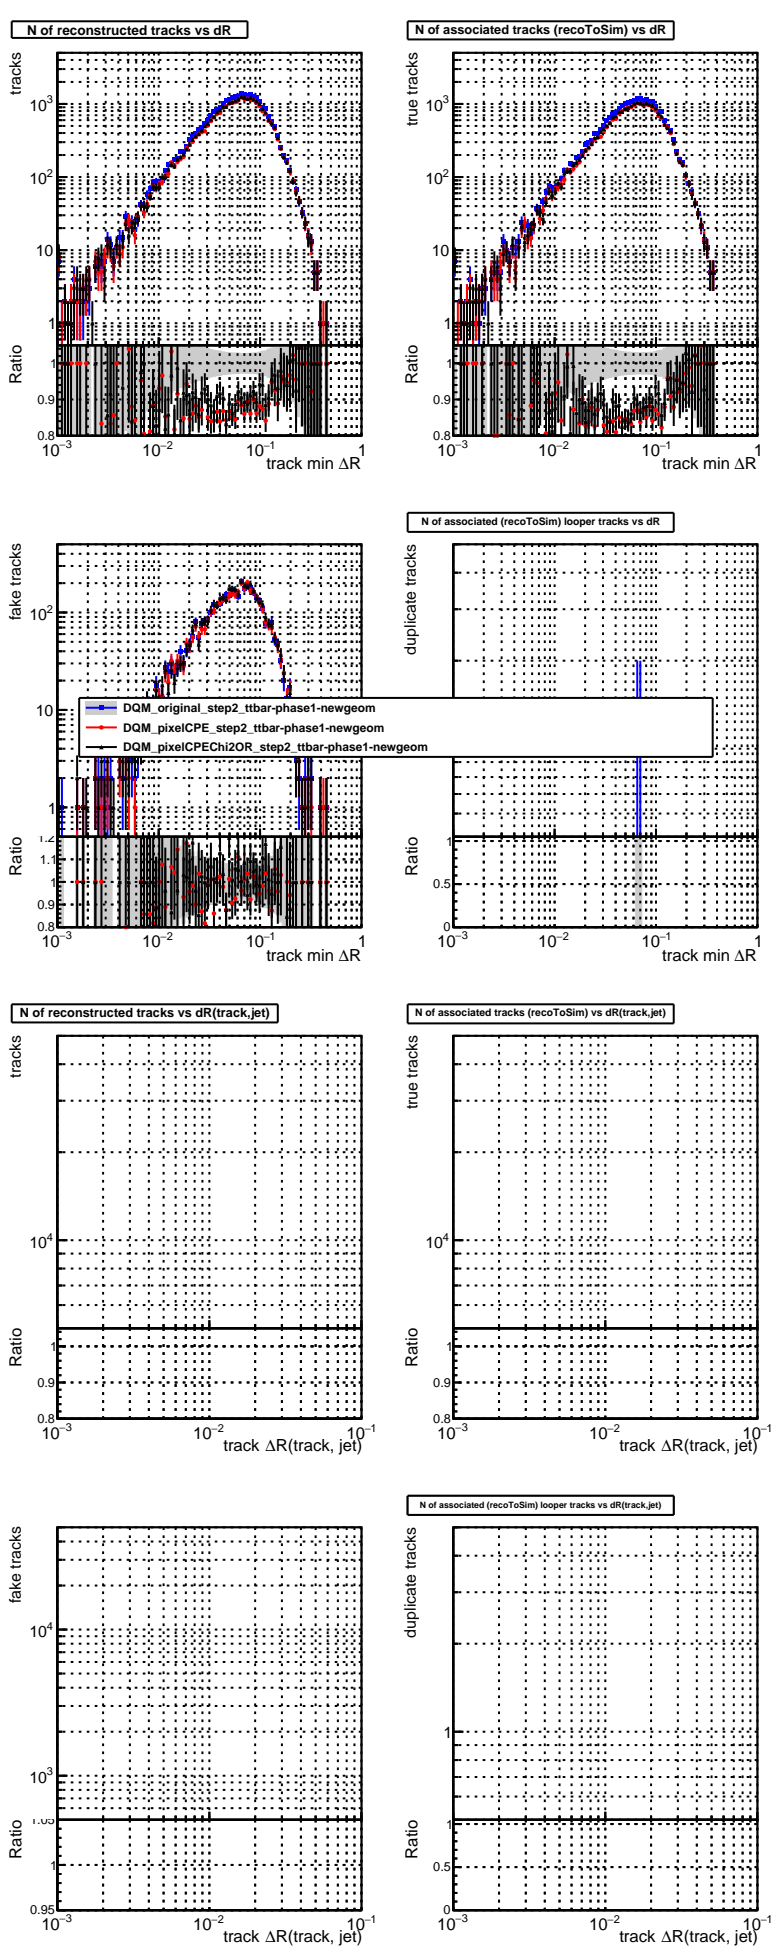 N of reconstructed tracks vs dR
tracks
10³
10²
10
1
Ratio
1
0.9
0.8
10⁻³
10⁻²
10⁻¹
1
track min ΔR
N of associated tracks (recoToSim) vs dR
true tracks
10³
10²
10
1
Ratio
1
0.9
0.8
10⁻³
10⁻²
10⁻¹
1
track min ΔR
fake tracks
10²
10
1
Ratio
1.2
1.1
1
0.9
0.8
10⁻³
10⁻²
10⁻¹
1
track min ΔR
N of associated (recoToSim) looper tracks vs dR
duplicate tracks
Ratio
1
0.5
0
10⁻³
10⁻²
10⁻¹
1
track min ΔR
DQM_original_step2_ttbar-phase1-newgeom
DQM_pixelCPE_step2_ttbar-phase1-newgeom
DQM_pixelCPEChi2OR_step2_ttbar-phase1-newgeom
N of reconstructed tracks vs dR(track,jet)
tracks
10⁴
Ratio
1
0.9
0.8
10⁻³
10⁻²
10⁻¹
track ΔR(track, jet)
N of associated tracks (recoToSim) vs dR(track,jet)
true tracks
10⁴
Ratio
1
0.9
0.8
10⁻³
10⁻²
10⁻¹
track ΔR(track, jet)
fake tracks
10⁴
10³
Ratio
1.05
1
0.95
10⁻³
10⁻²
10⁻¹
track ΔR(track, jet)
N of associated (recoToSim) looper tracks vs dR(track,jet)
duplicate tracks
1
Ratio
1
0.5
0
10⁻³
10⁻²
10⁻¹
track ΔR(track, jet)